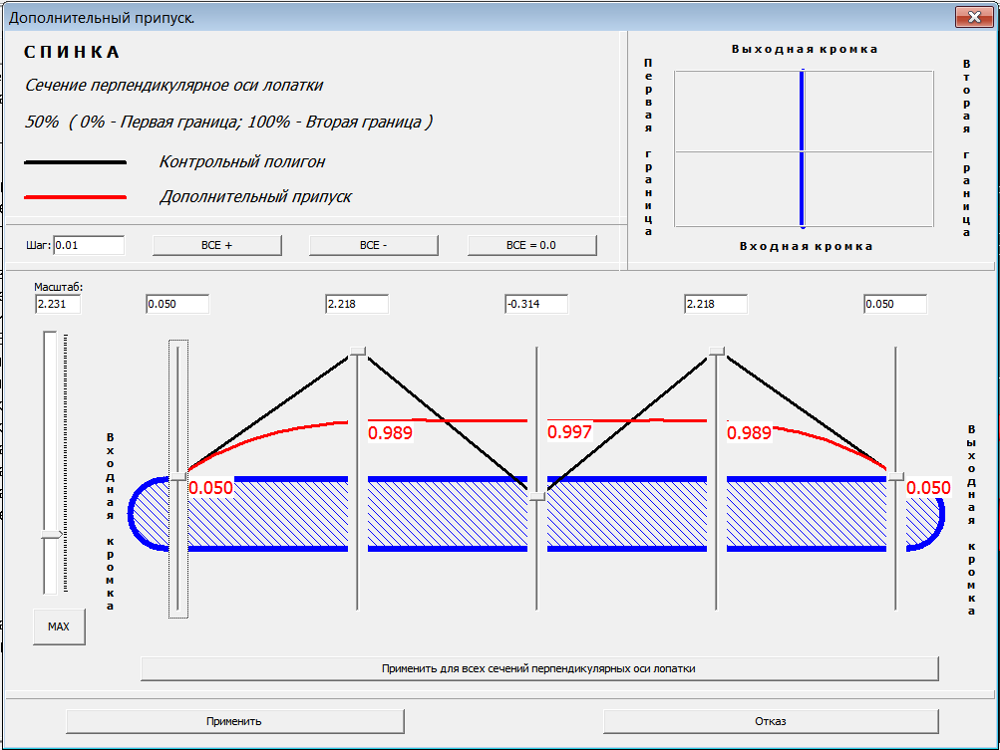 Дополнительный припуск.
СПИНКА
Сечение перпендикулярное оси лопатки
50% ( 0% - Первая граница; 100% - Вторая граница )
Контрольный полигон
Дополнительный припуск
Выходная кромка
Первая граница
Вторая граница
Входная кромка
Шаг: 0.01
ВСЕ +
ВСЕ -
ВСЕ = 0.0
Масштаб:
2.231
0.050
2.218
-0.314
2.218
0.050
Входная кромка
0.050
0.989
0.997
0.989
0.050
Выходная кромка
MAX
Применить для всех сечений перпендикулярных оси лопатки
Применить
Отказ